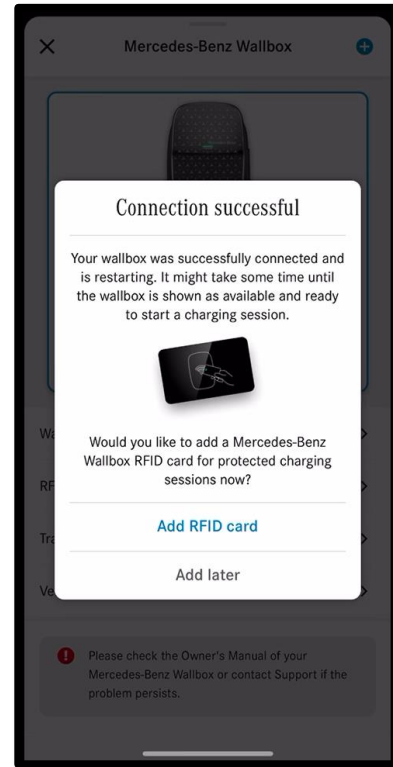 Mercedes-Benz Wallbox
Connection successful
Your wallbox was successfully connected and
is restarting. It might take some time until
the wallbox is shown as available and ready
to start a charging session.
Would you like to add a Mercedes-Benz
Wallbox RFID card for protected charging
sessions now?
Add RFID card
Add later
Please check the Owner's Manual of your
Mercedes-Benz Wallbox or contact Support if the
problem persists.